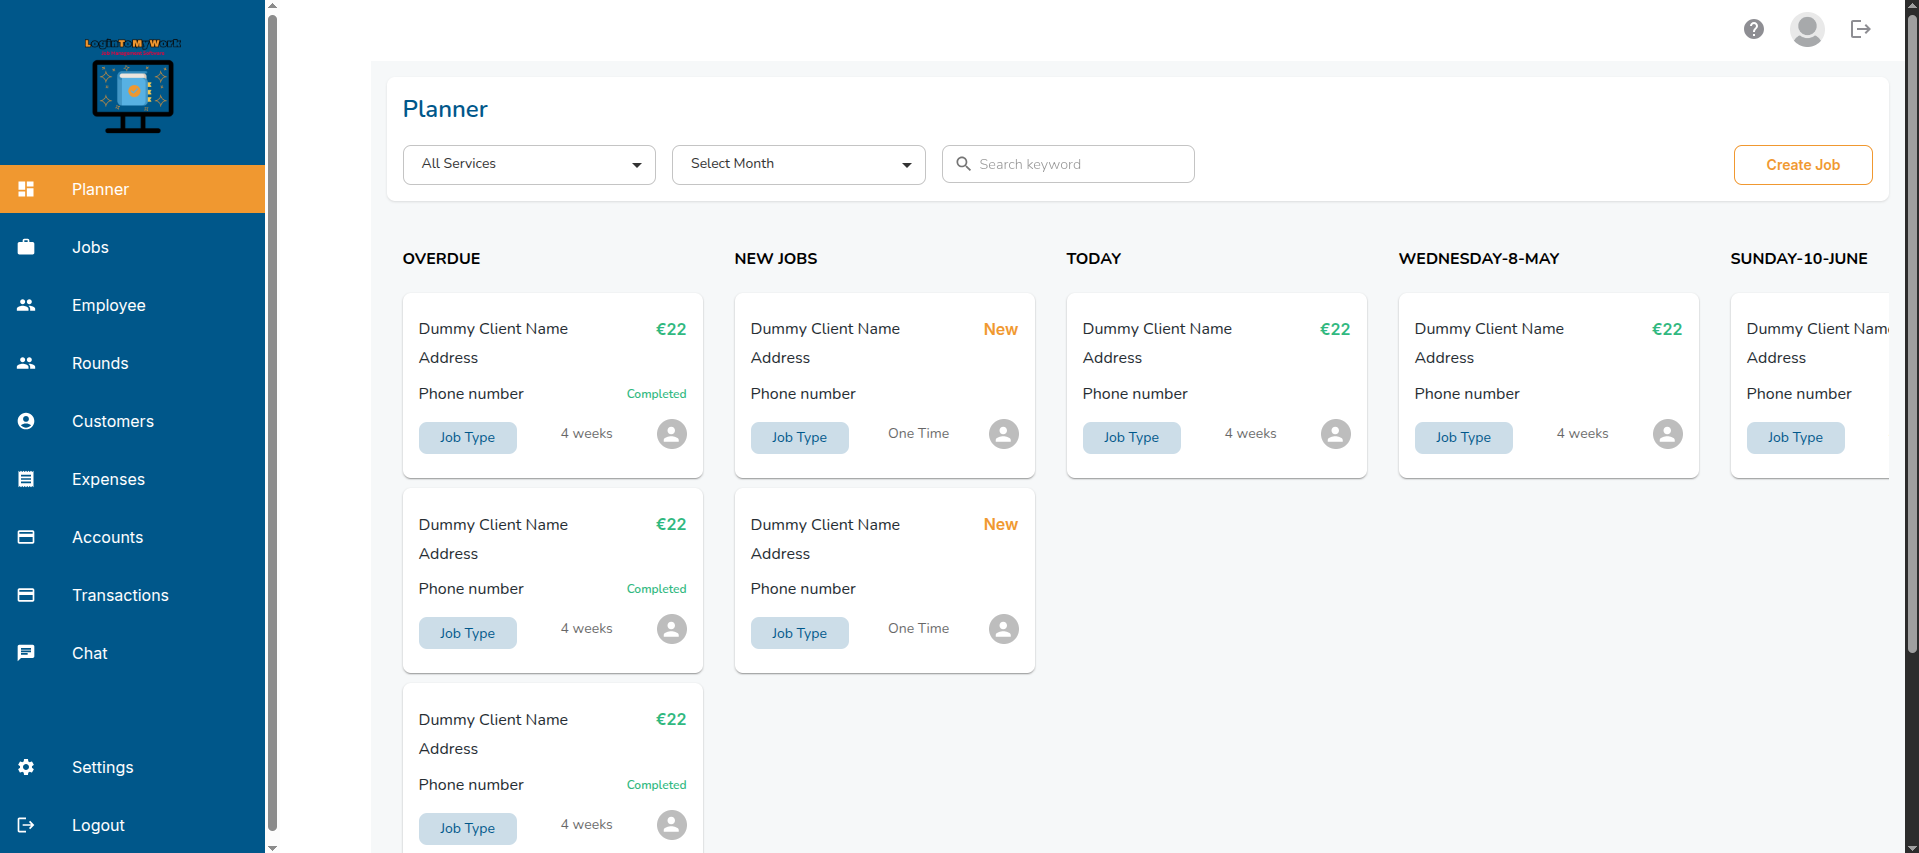 LoginToMyWork
Planner
Jobs
Employee
Rounds
Customers
Expenses
Accounts
Transactions
Chat
Settings
Logout
Planner
All Services
Select Month
Search keyword
Create Job
OVERDUE
Dummy Client Name €22
Address
Phone number Completed
Job Type 4 weeks
Dummy Client Name €22
Address
Phone number Completed
Job Type 4 weeks
Dummy Client Name €22
Address
Phone number Completed
Job Type 4 weeks
NEW JOBS
Dummy Client Name New
Address
Phone number
Job Type One Time
Dummy Client Name New
Address
Phone number
Job Type One Time
TODAY
Dummy Client Name €22
Address
Phone number
Job Type 4 weeks
WEDNESDAY-8-MAY
Dummy Client Name €22
Address
Phone number
Job Type 4 weeks
SUNDAY-10-JUNE
Dummy Client Name
Address
Phone number
Job Type